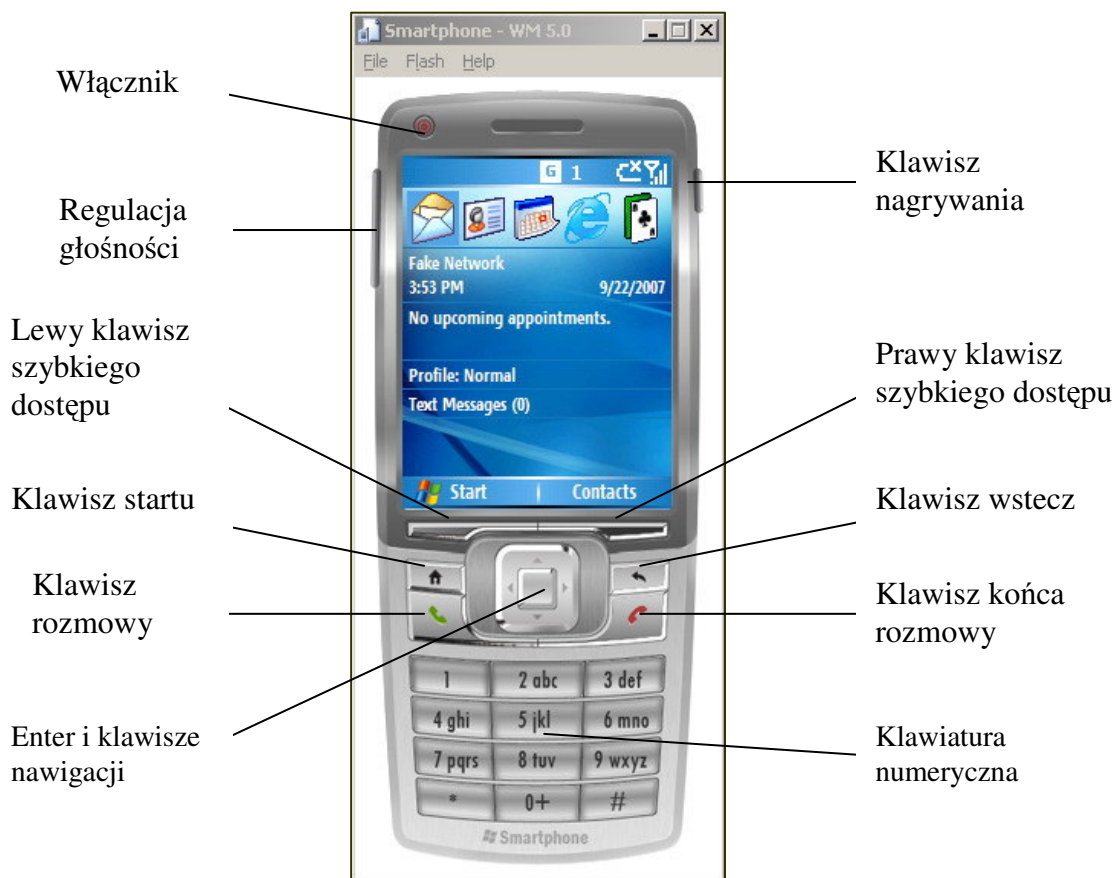 Smartphone - WM 5.0
File Flash Help
Włącznik
Regulacja
głośności
Lewy klawisz
szybkiego
dostępu
Klawisz startu
Klawisz
rozmowy
Enter i klawisze
nawigacji
G 1
Fake Network
3:53 PM 9/22/2007
No upcoming appointments.
Profile: Normal
Text Messages (0)
Start Contacts
1 2 abc 3 def
4 ghi 5 jkl 6 mno
7 pqrs 8 tuv 9 wxyz
* 0+ #
Smartphone
Klawisz
nagrywania
Prawy klawisz
szybkiego dostępu
Klawisz wstecz
Klawisz końca
rozmowy
Klawiatura
numeryczna